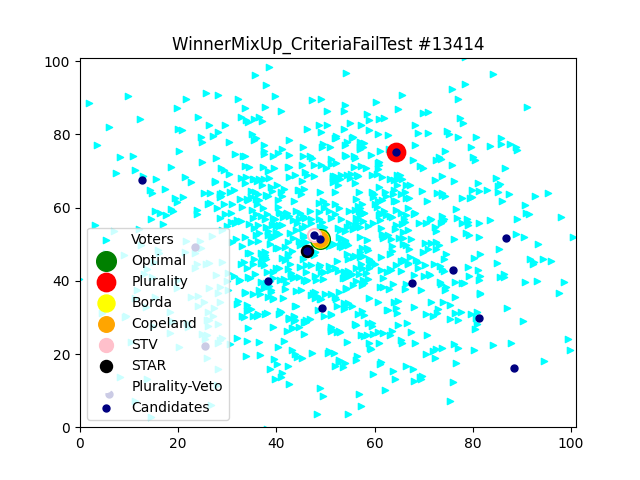 WinnerMixUp_CriteriaFailTest #13414
100
80
60
40
20
0
Voters
Optimal
Plurality
Borda
Copeland
STV
STAR
Plurality-Veto
Candidates
0 20 40 60 80 100